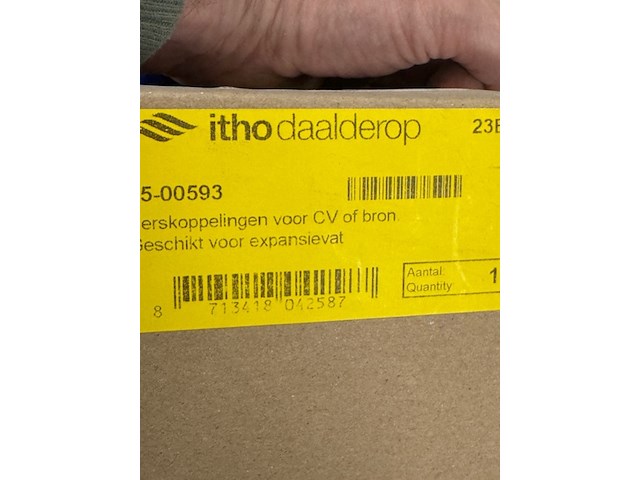 itho daalderop
23E
5-00593
erskoppelingen voor CV of bron
Geschikt voor expansievat
Aantal:
Quantity
1
8 713418 042587